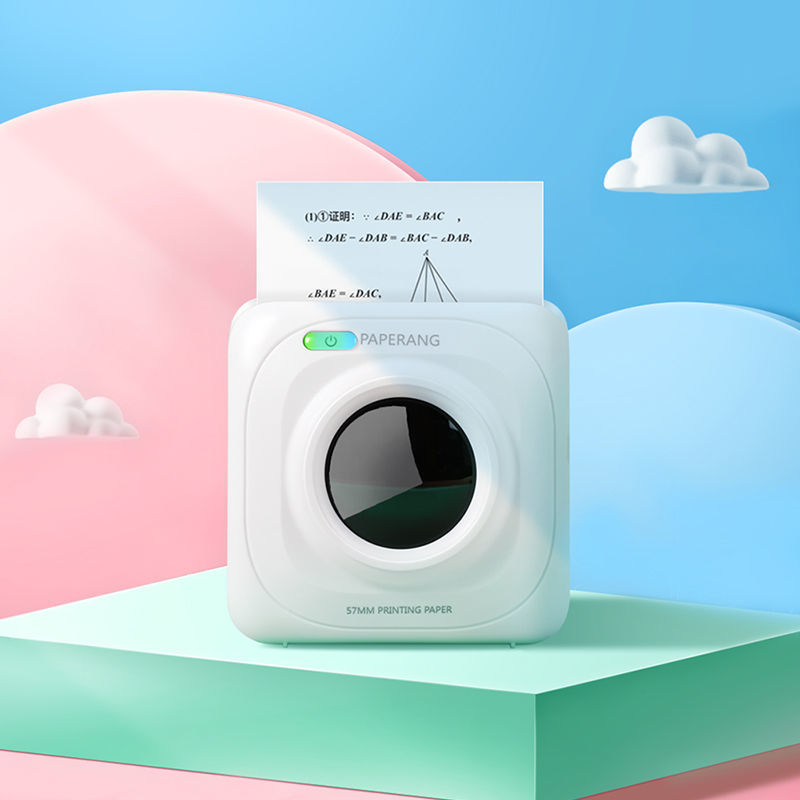 (1)①证明：∵ ∠DAE = ∠BAC ，
∴ ∠DAE − ∠DAB = ∠BAC − ∠DAB,
A
∠BAE = ∠DAC,
PAPERANG
57MM PRINTING PAPER